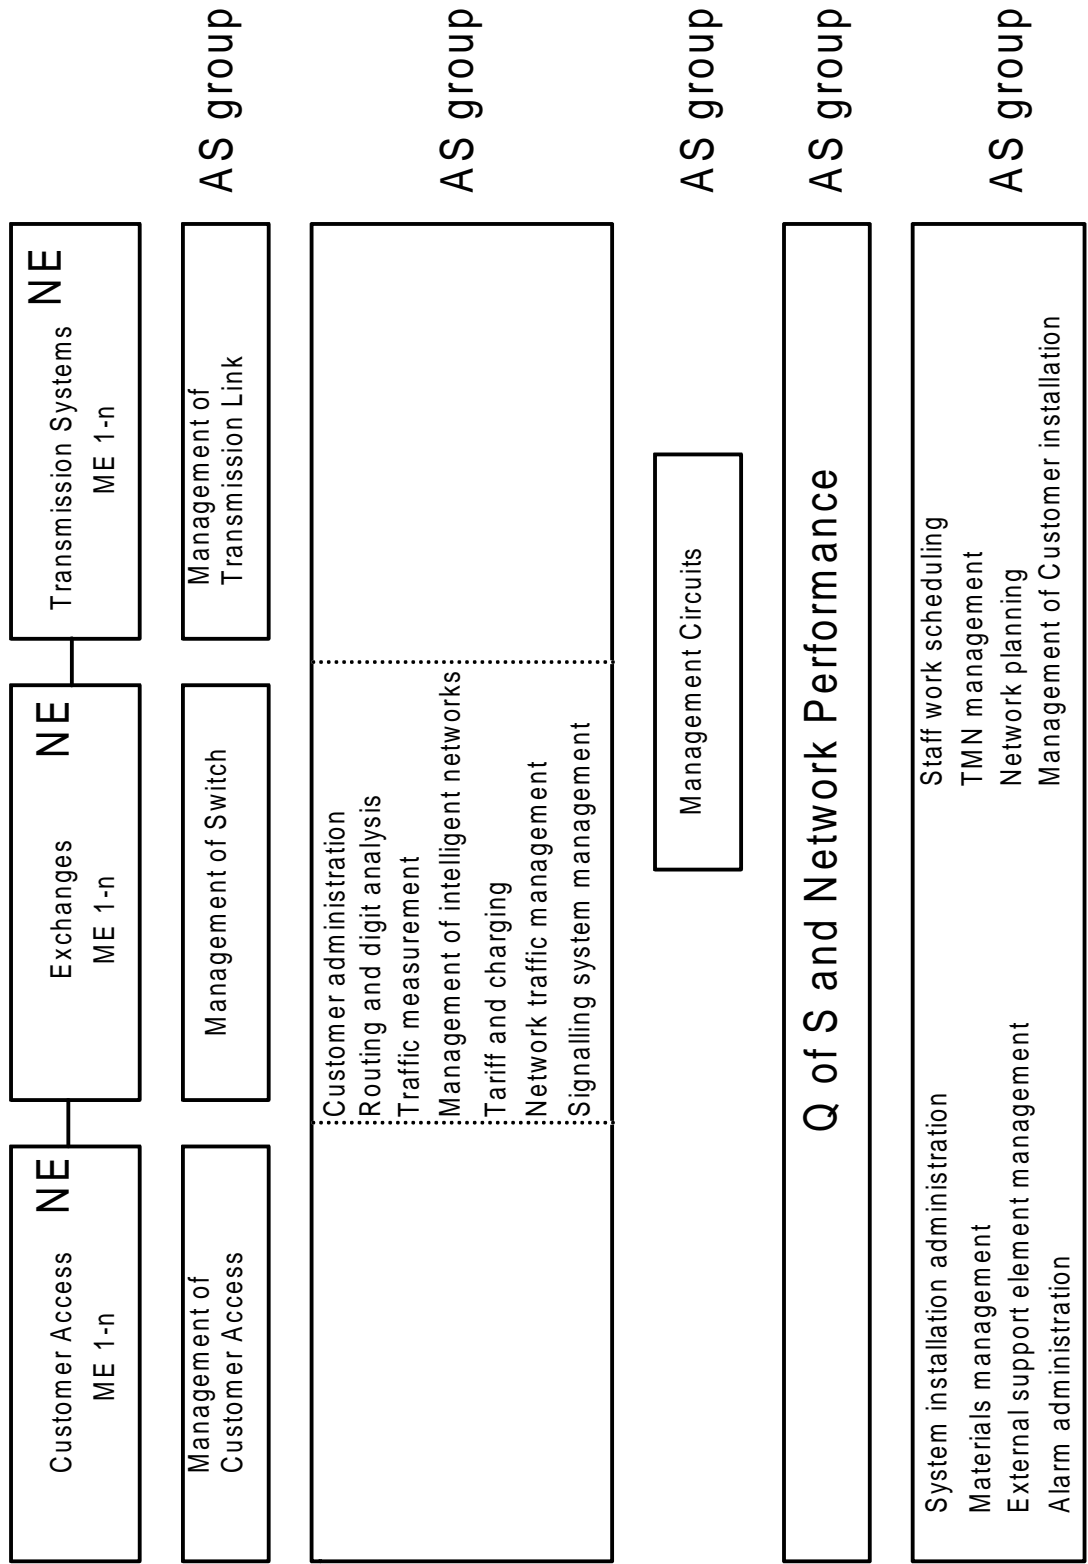 Customer Access
ME 1-n
NE
Exchanges
ME 1-n
NE
Transmission Systems
ME 1-n
NE
Management of
Customer Access
Management of Switch
Management of
Transmission Link
AS group
Customer administration
Routing and digit analysis
Traffic measurement
Management of intelligent networks
Tariff and charging
Network traffic management
Signalling system management
AS group
Management Circuits
AS group
Q of S and Network Performance
AS group
System installation administration
Materials management
External support element management
Alarm administration
Staff work scheduling
TMN management
Network planning
Management of Customer installation
AS group